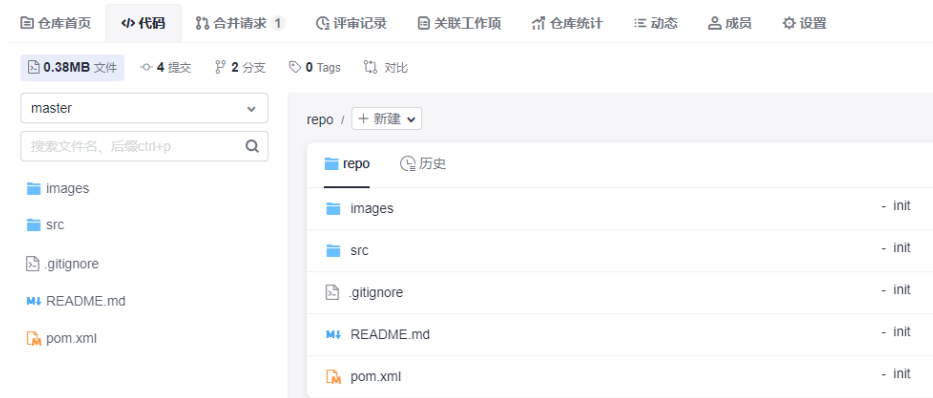 仓库首页 代码 合并请求 1 评审记录 关联工作项 仓库统计 动态 成员 设置
0.38MB 文件 4 提交 2 分支 0 Tags 对比
master
搜索文件名、后缀ctrl+p
images
src
.gitignore
README.md
pom.xml
repo / + 新建
repo 历史
images - init
src - init
.gitignore - init
README.md - init
pom.xml - init